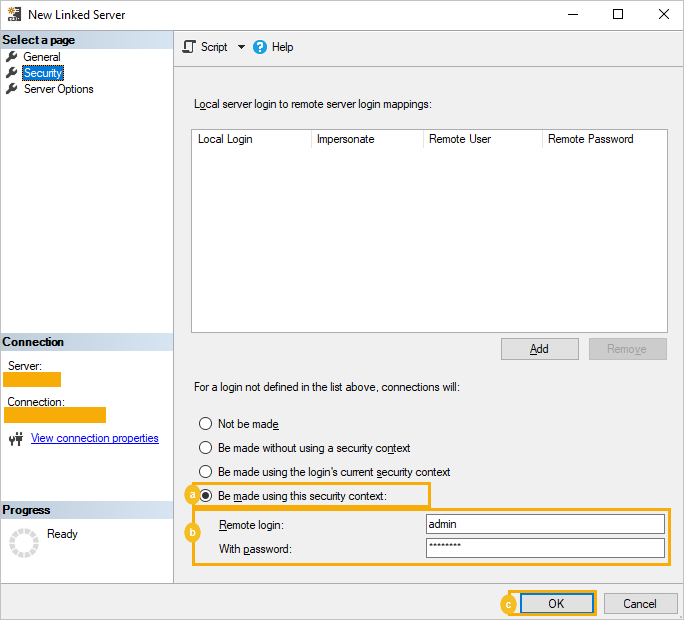 New Linked Server
Select a page
General
Security
Server Options
Script
Help
Local server login to remote server login mappings:
Local Login Impersonate Remote User Remote Password
Add Remove
For a login not defined in the list above, connections will:
Not be made
Be made without using a security context
Be made using the login's current security context
a Be made using this security context:
b
Remote login: admin
With password: ********
Connection
Server:
Connection:
View connection properties
Progress
Ready
c OK Cancel